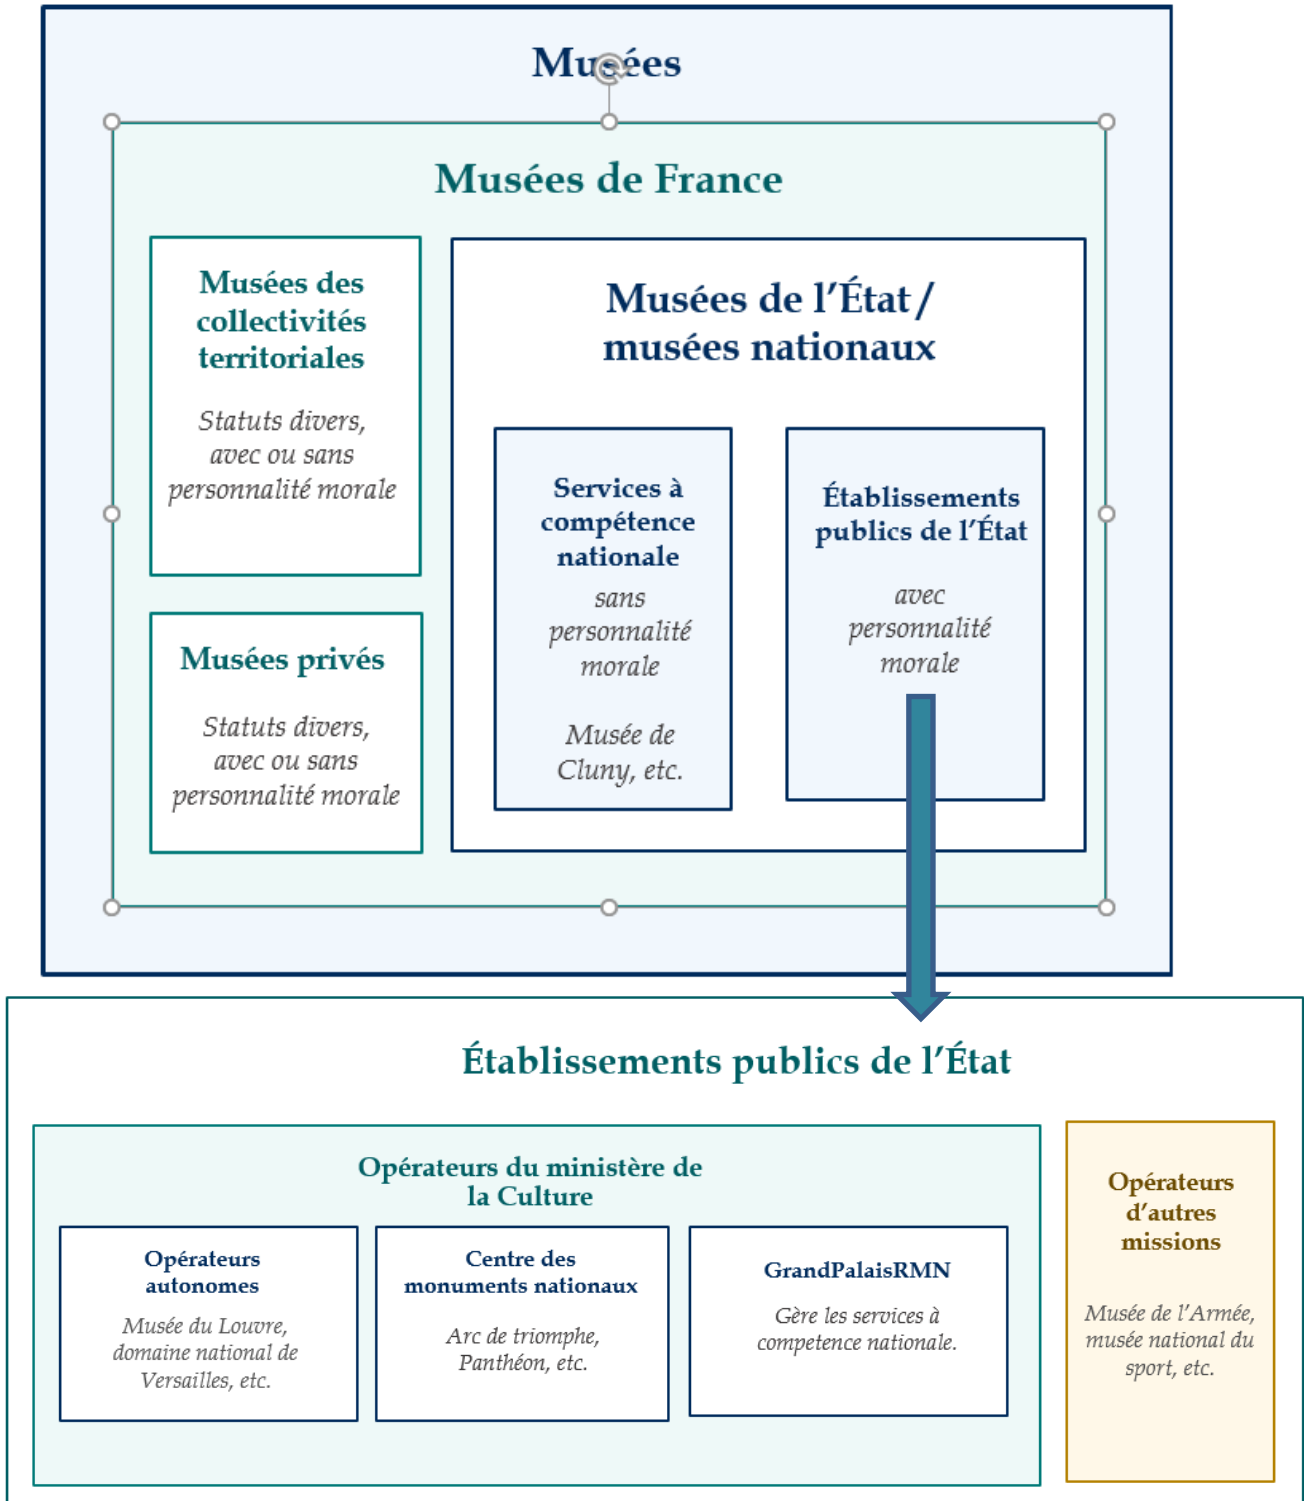 Musées
Musées de France
Musées des
collectivités
territoriales
Statuts divers,
avec ou sans
personnalité morale
Musées privés
Statuts divers,
avec ou sans
personnalité morale
Musées de l’État /
musées nationaux
Services à
compétence
nationale
sans
personnalité
morale
Musée de
Cluny, etc.
Établissements
publics de l’État
avec
personnalité
morale
Établissements publics de l’État
Opérateurs du ministère de
la Culture
Opérateurs
autonomes
Musée du Louvre,
domaine national de
Versailles, etc.
Centre des
monuments nationaux
Arc de triomphe,
Panthéon, etc.
GrandPalaisRMN
Gère les services à
competence nationale.
Opérateurs
d’autres
missions
Musée de l’Armée,
musée national du
sport, etc.